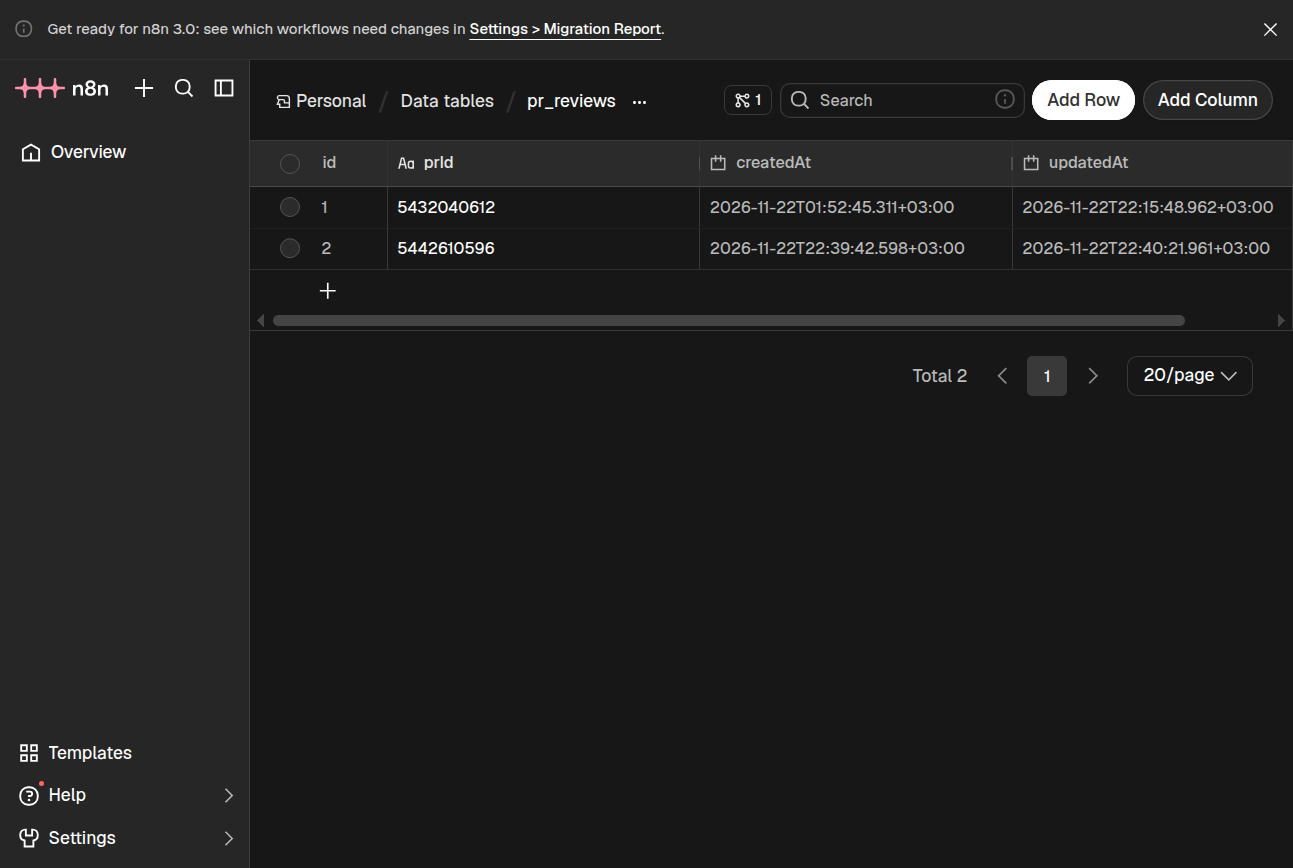 Get ready for n8n 3.0: see which workflows need changes in Settings > Migration Report.
n8n
Personal / Data tables / pr_reviews ...
1
Search
Add Row
Add Column
Overview
id Aa prId createdAt updatedAt
1 5432040612 2026-11-22T01:52:45.311+03:00 2026-11-22T22:15:48.962+03:00
2 5442610596 2026-11-22T22:39:42.598+03:00 2026-11-22T22:40:21.961+03:00
Total 2 1 20/page
Templates
Help
Settings